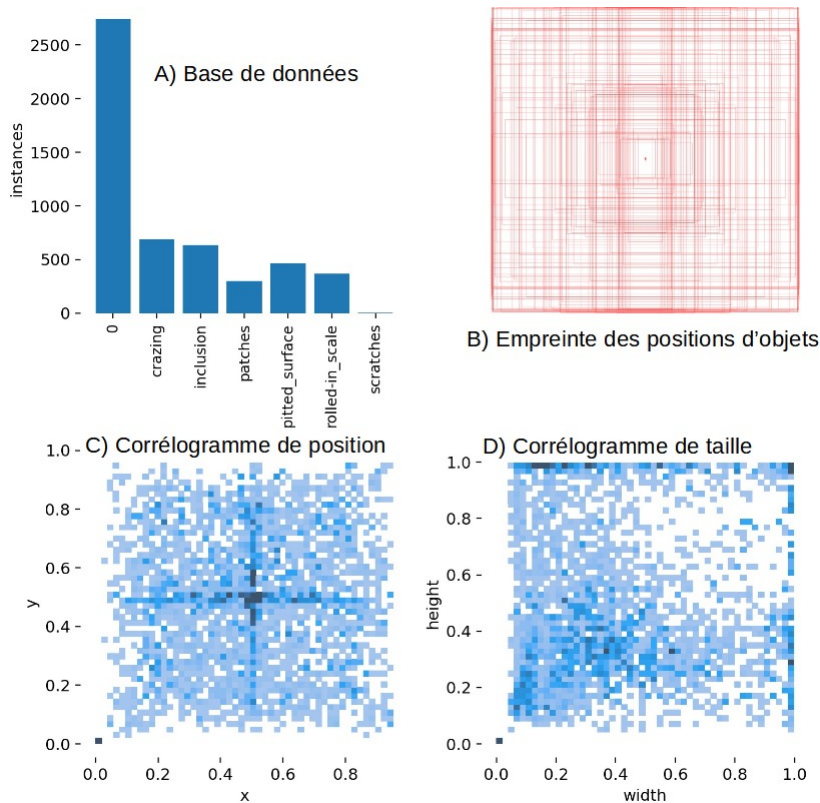 A) Base de données
instances
2500
2000
1500
1000
500
0
0
crazing
inclusion
patches
pitted_surface
rolled-in_scale
scratches
B) Empreinte des positions d'objets
C) Corrélogramme de position
y
1.0
0.8
0.6
0.4
0.2
0.0
0.0 0.2 0.4 0.6 0.8
x
D) Corrélogramme de taille
height
1.0
0.8
0.6
0.4
0.2
0.0
0.0 0.2 0.4 0.6 0.8 1.0
width